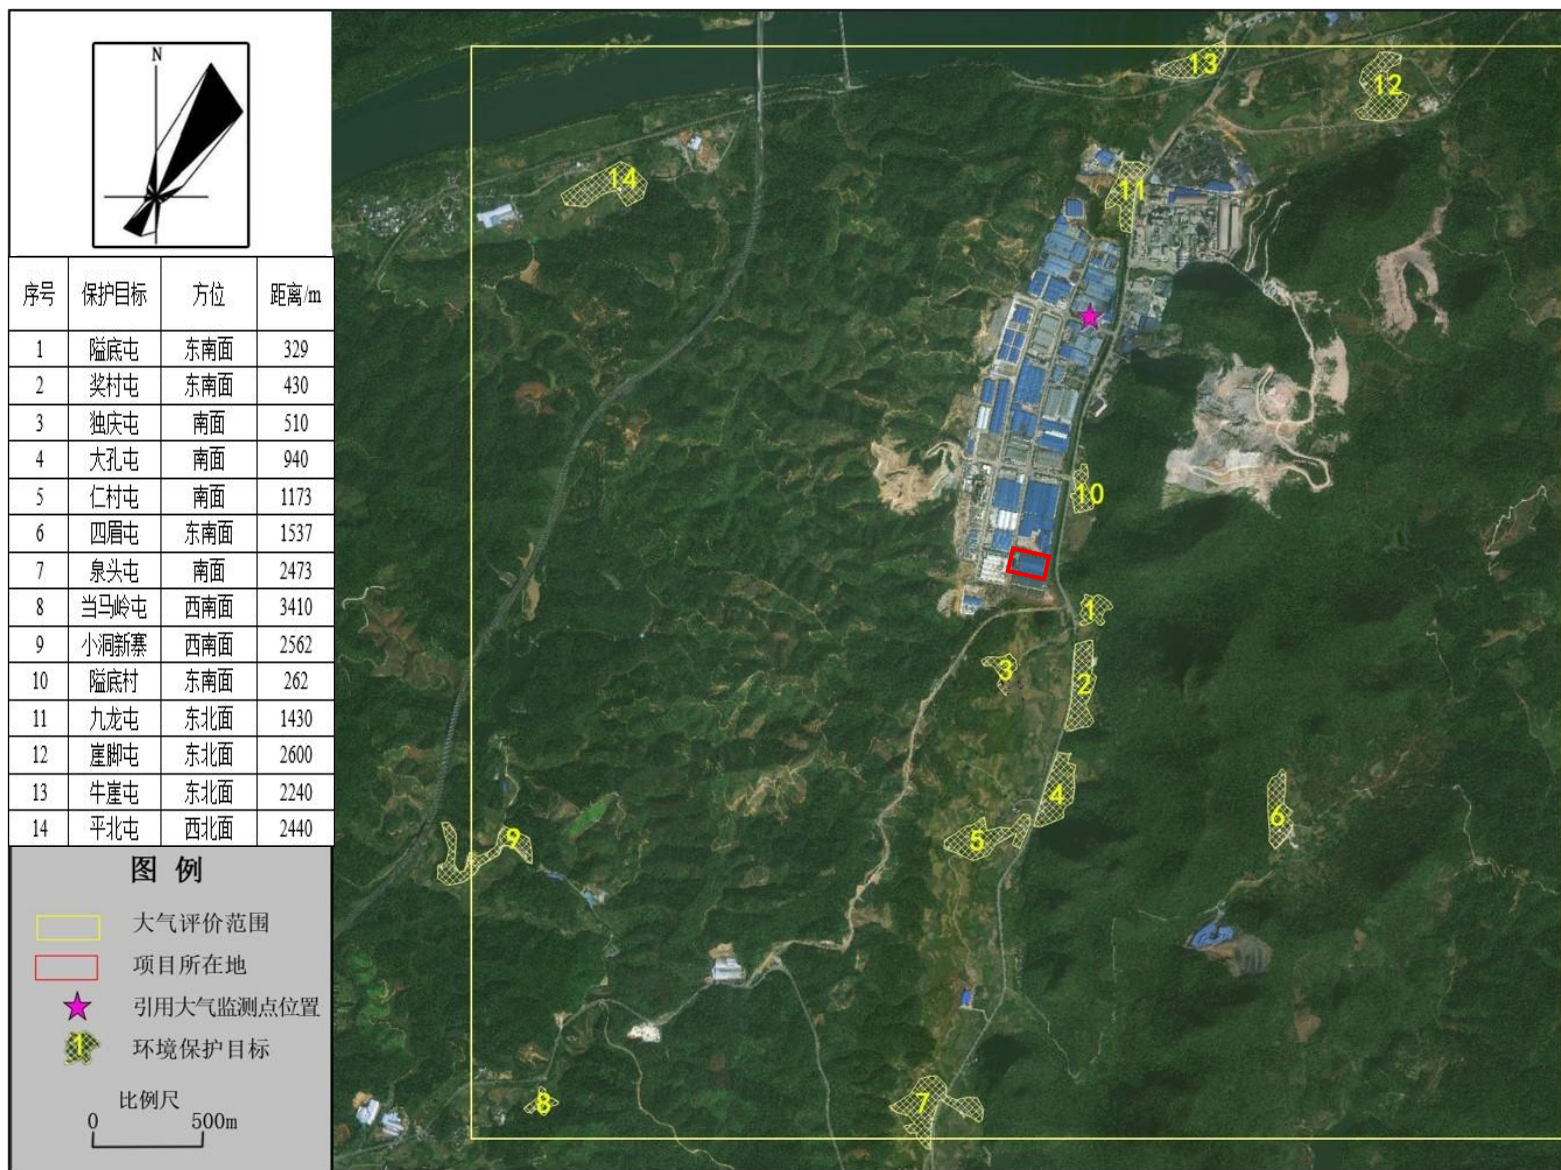 N
序号 保护目标 方位 距离/m
1 隘底屯 东南面 329
2 奖村屯 东南面 430
3 独庆屯 南面 510
4 大孔屯 南面 940
5 仁村屯 南面 1173
6 四眉屯 东南面 1537
7 泉头屯 南面 2473
8 当马岭屯 西南面 3410
9 小洞新寨 西南面 2562
10 隘底村 东南面 262
11 九龙屯 东北面 1430
12 崖脚屯 东北面 2600
13 牛崖屯 东北面 2240
14 平北屯 西北面 2440
图 例
大气评价范围
项目所在地
引用大气监测点位置
1 环境保护目标
比例尺
0 500m
13
12
14
11
10
1
3
2
4
6
5
9
8
7